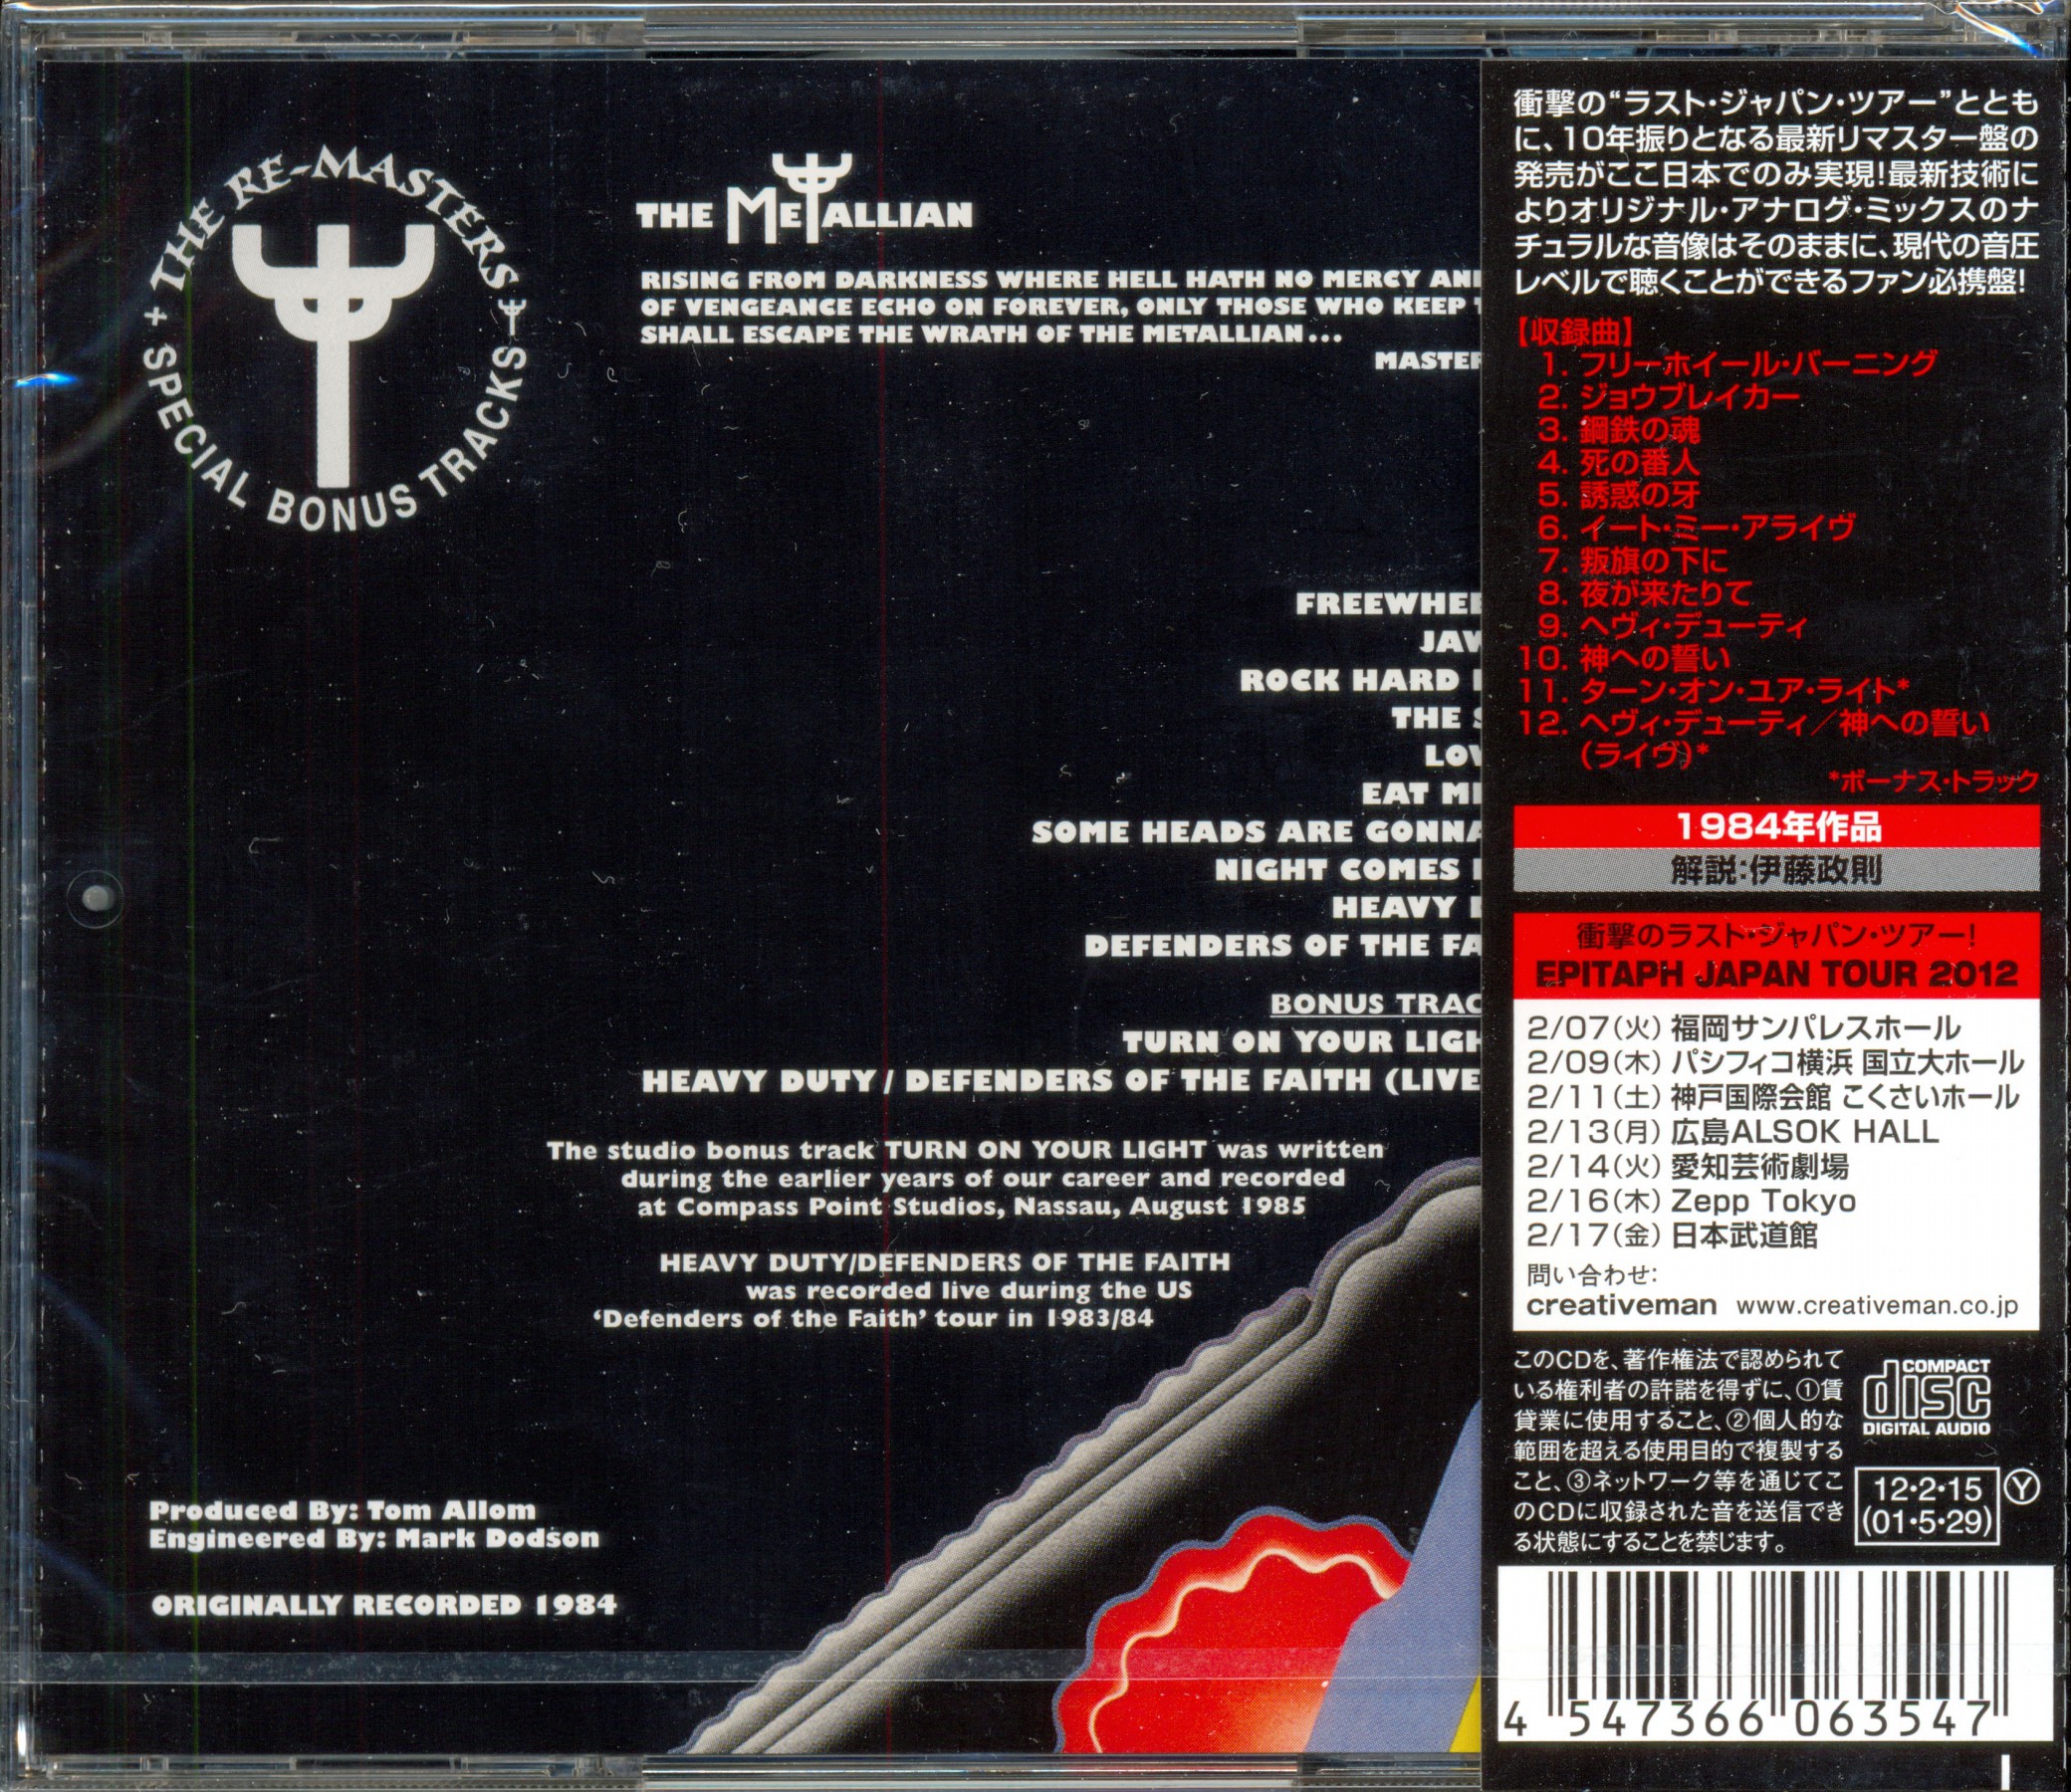 THE RE-MASTERS
+ SPECIAL BONUS TRACKS
THE METALLIAN
RISING FROM DARKNESS WHERE HELL HATH NO MERCY AN
OF VENGEANCE ECHO ON FOREVER, ONLY THOSE WHO KEEP
SHALL ESCAPE THE WRATH OF THE METALLIAN...
MASTER
FREEWHE
JAW
ROCK HARD
THE S
LOV
EAT M
SOME HEADS ARE GONNA
NIGHT COMES
HEAVY
DEFENDERS OF THE FA
BONUS TRAC
TURN ON YOUR LIGH
HEAVY DUTY / DEFENDERS OF THE FAITH (LIVE
The studio bonus track TURN ON YOUR LIGHT was written
during the earlier years of our career and recorded
at Compass Point Studios, Nassau, August 1985
HEAVY DUTY/DEFENDERS OF THE FAITH
was recorded live during the US
‘Defenders of the Faith’ tour in 1983/84
Produced By: Tom Allom
Engineered By: Mark Dodson
ORIGINALLY RECORDED 1984
衝撃の“ラスト・ジャパン・ツアー”ととも
に、10年振りとなる最新リマスター盤の
発売がここ日本でのみ実現!最新技術に
よりオリジナル・アナログ・ミックスのナ
チュラルな音像はそのままに、現代の音圧
レベルで聴くことができるファン必携盤!
【収録曲】
1. フリーホイール・バーニング
2. ジョウブレイカー
3. 鋼鉄の魂
4. 死の番人
5. 誘惑の牙
6. イート・ミー・アライヴ
7. 叛旗の下に
8. 夜が来たりて
9. ヘヴィ・デューティ
10. 神への誓い
11. ターン・オン・ユア・ライト*
12. ヘヴィ・デューティ／神への誓い
(ライヴ)*
*ボーナス・トラック
1984年作品
解説:伊藤政則
衝撃のラスト・ジャパン・ツアー!
EPITAPH JAPAN TOUR 2012
2/07(火) 福岡サンパレスホール
2/09(木) パシフィコ横浜 国立大ホール
2/11(土) 神戸国際会館 こくさいホール
2/13(月) 広島ALSOK HALL
2/14(火) 愛知芸術劇場
2/16(木) Zepp Tokyo
2/17(金) 日本武道館
問い合わせ:
creativeman www.creativeman.co.jp
このCDを、著作権法で認められて
いる権利者の許諾を得ずに、①賃
貸業に使用すること、②個人的な
範囲を超える使用目的で複製する
こと、③ネットワーク等を通じてこ
のCDに収録された音を送信でき
る状態にすることを禁じます。
COMPACT
disc
DIGITAL AUDIO
12・2・15
(01・5・29)
Ⓨ
4 547366 063547